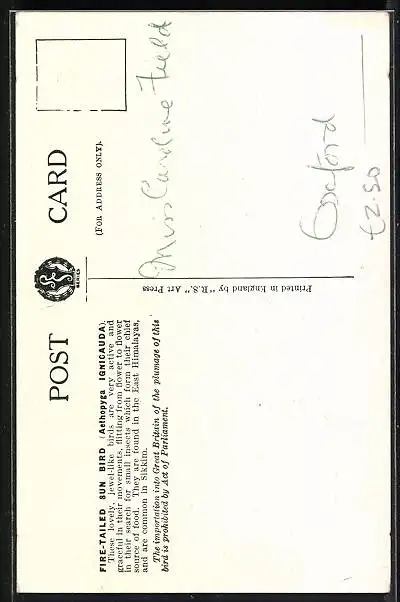 POST CARD
R S
SERIES
(FOR ADDRESS ONLY).
FIRE-TAILED SUN BIRD (Aethopyga IGNICAUDA).
These lovely, jewel-like birds are very active and
graceful in their movements, flitting from flower to flower
in their search for small insects which form their chief
source of food. They are found in the East Himalayas,
and are common in Sikkim.
The importation into Great Britain of the plumage of this
bird is prohibited by Act of Parliament.
Printed in England by "R.S." Art Press
Miss Caroline Field
£2.50